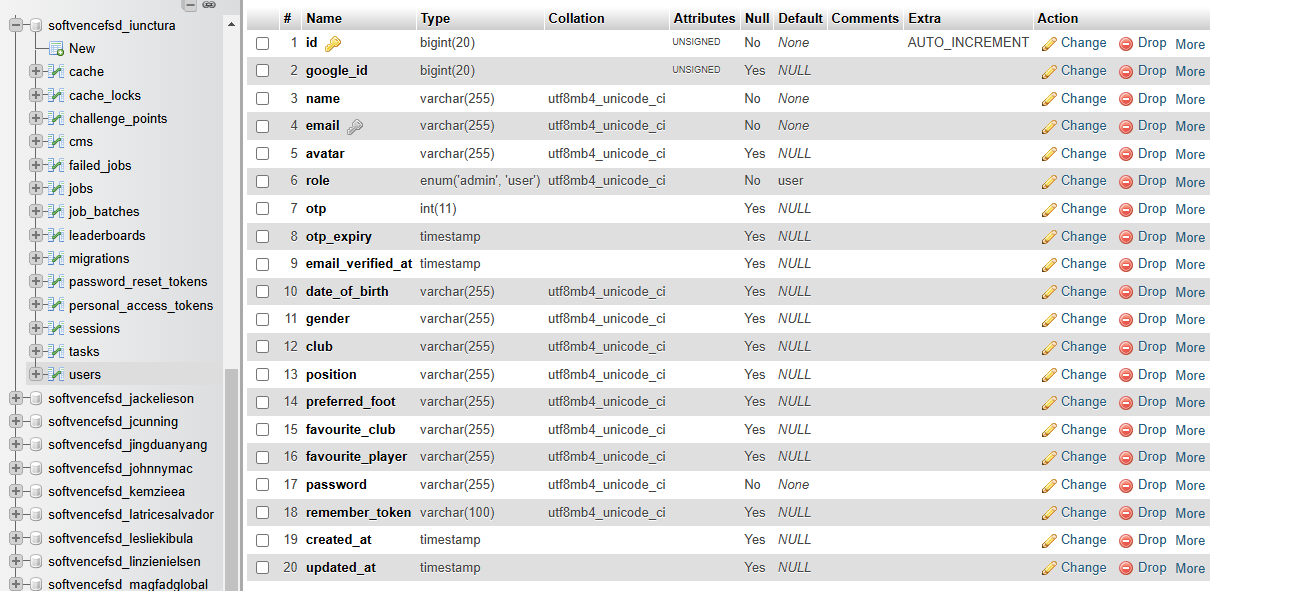 softvencefsd_iunctura
New
cache
cache_locks
challenge_points
cms
failed_jobs
jobs
job_batches
leaderboards
migrations
password_reset_tokens
personal_access_tokens
sessions
tasks
users
softvencefsd_jackelieson
softvencefsd_jcunning
softvencefsd_jingduanyang
softvencefsd_johnnymac
softvencefsd_kemzieea
softvencefsd_latricesalvador
softvencefsd_lesliekibula
softvencefsd_linzienielsen
softvencefsd_magfadglobal
# Name Type Collation Attributes Null Default Comments Extra Action
1 id bigint(20) UNSIGNED No None AUTO_INCREMENT Change Drop More
2 google_id bigint(20) UNSIGNED Yes NULL Change Drop More
3 name varchar(255) utf8mb4_unicode_ci No None Change Drop More
4 email varchar(255) utf8mb4_unicode_ci No None Change Drop More
5 avatar varchar(255) utf8mb4_unicode_ci Yes NULL Change Drop More
6 role enum('admin', 'user') utf8mb4_unicode_ci No user Change Drop More
7 otp int(11) Yes NULL Change Drop More
8 otp_expiry timestamp Yes NULL Change Drop More
9 email_verified_at timestamp Yes NULL Change Drop More
10 date_of_birth varchar(255) utf8mb4_unicode_ci Yes NULL Change Drop More
11 gender varchar(255) utf8mb4_unicode_ci Yes NULL Change Drop More
12 club varchar(255) utf8mb4_unicode_ci Yes NULL Change Drop More
13 position varchar(255) utf8mb4_unicode_ci Yes NULL Change Drop More
14 preferred_foot varchar(255) utf8mb4_unicode_ci Yes NULL Change Drop More
15 favourite_club varchar(255) utf8mb4_unicode_ci Yes NULL Change Drop More
16 favourite_player varchar(255) utf8mb4_unicode_ci Yes NULL Change Drop More
17 password varchar(255) utf8mb4_unicode_ci No None Change Drop More
18 remember_token varchar(100) utf8mb4_unicode_ci Yes NULL Change Drop More
19 created_at timestamp Yes NULL Change Drop More
20 updated_at timestamp Yes NULL Change Drop More